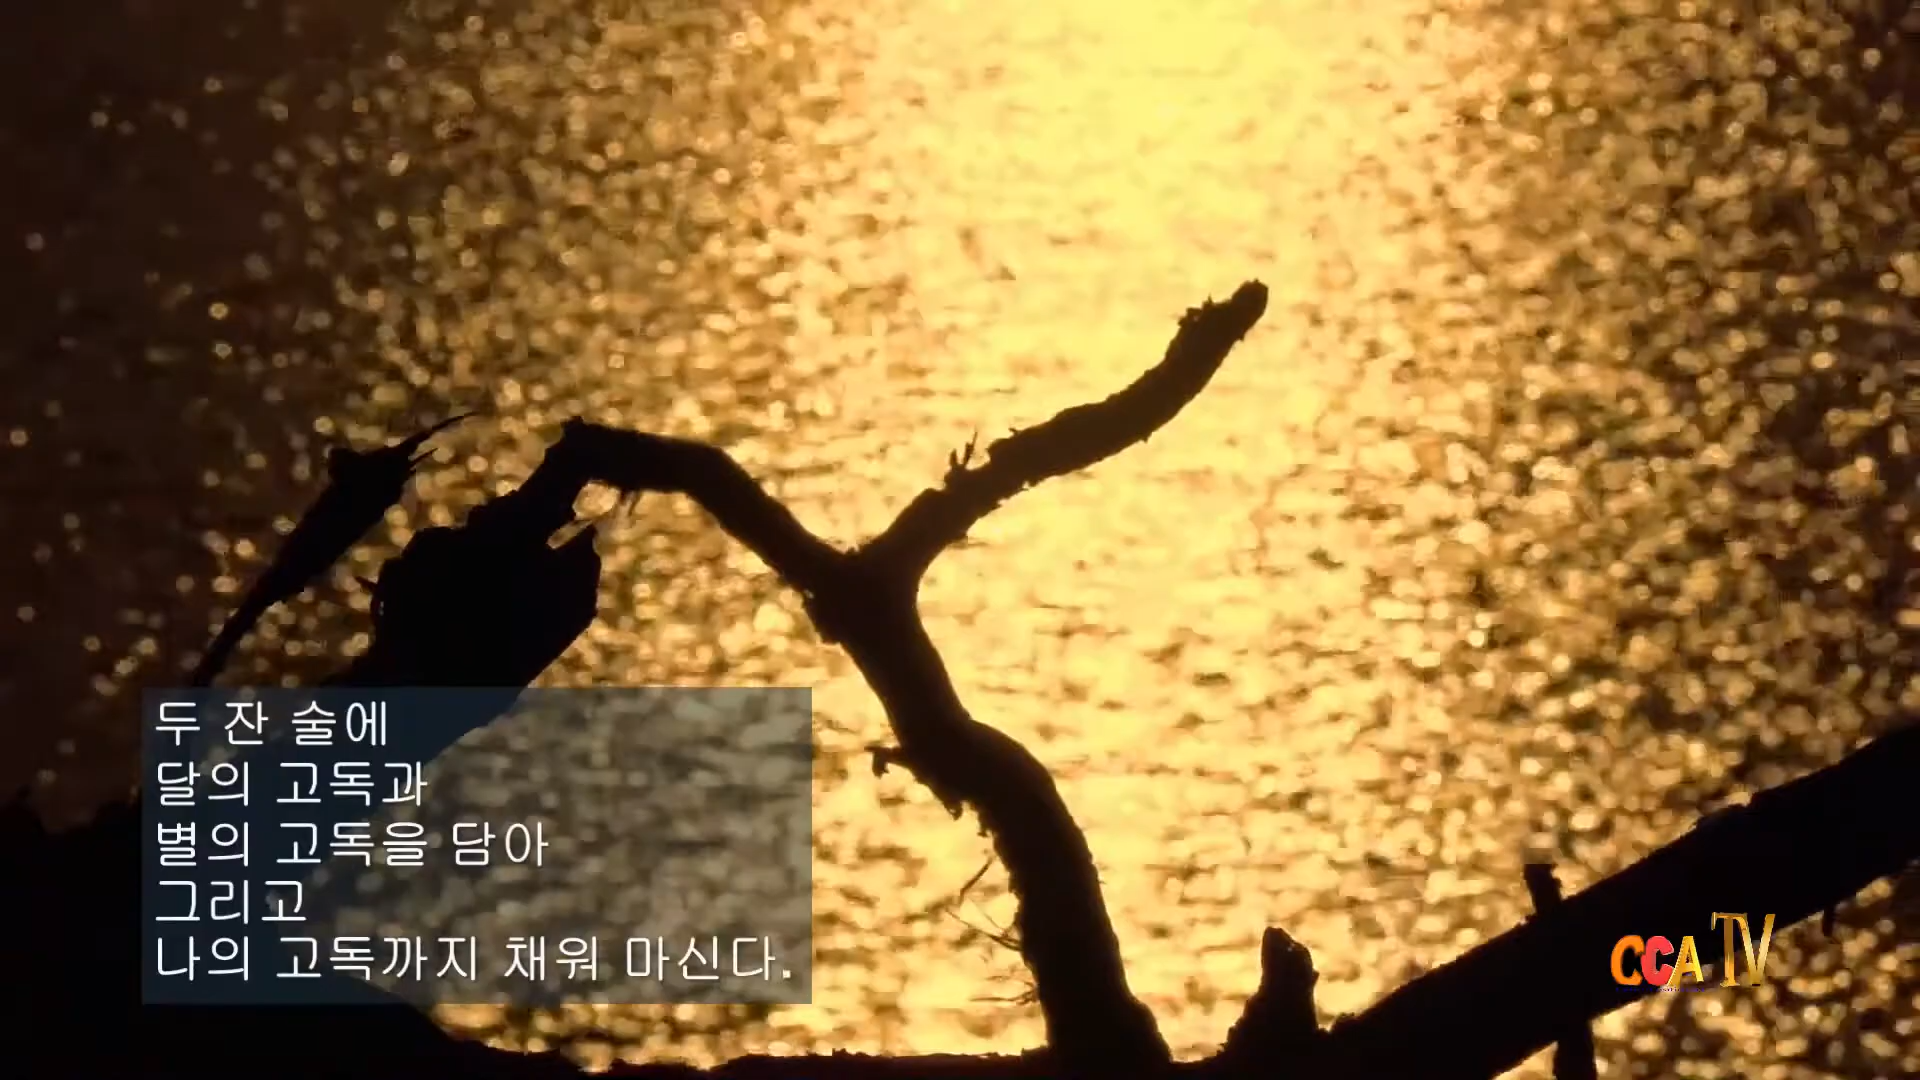 두 잔 술에
달의 고독과
별의 고독을 담아
그리고
나의 고독까지 채워 마신다.
CCA TV